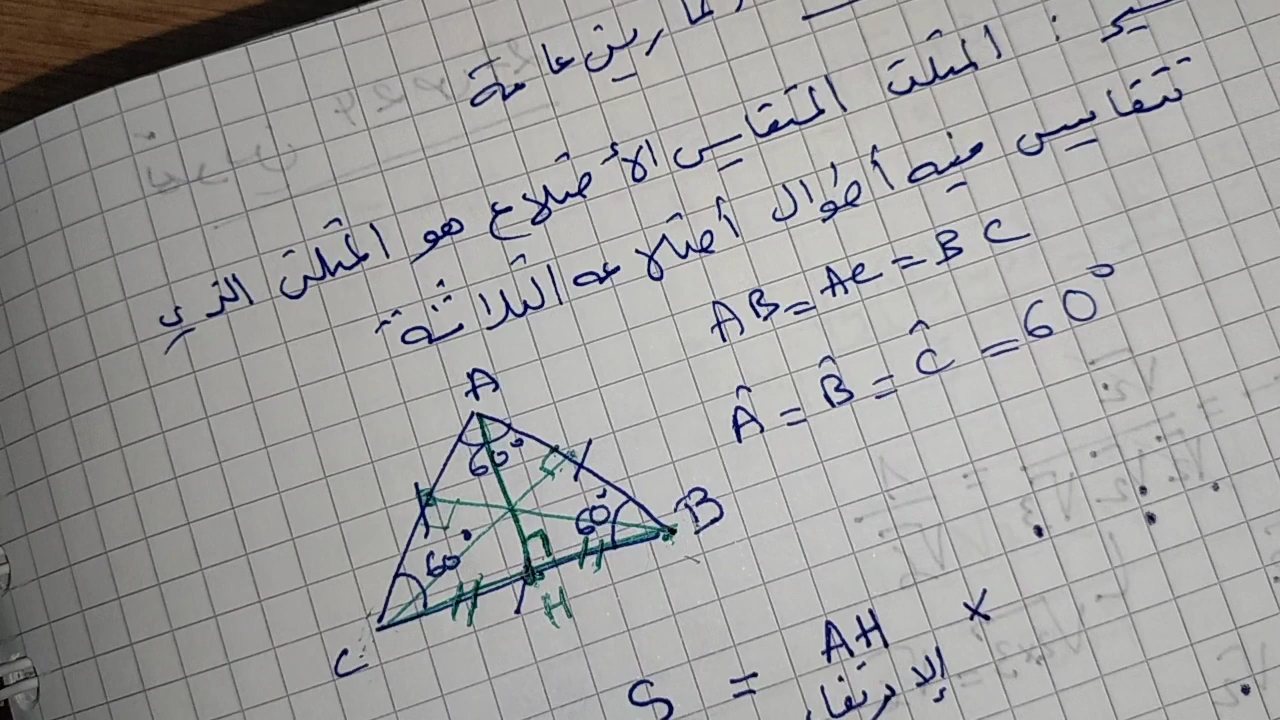 تمارين عامة
: المثلث المتقايس الأضلاع هو المثلث الذي
تتقايس فيه أطوال أضلاعه الثلاثة
AB = AC = BC
Â = B̂ = Ĉ = 60°
A
60°
60°
B
60°
H
C
S = AH ×
الإرتفاع